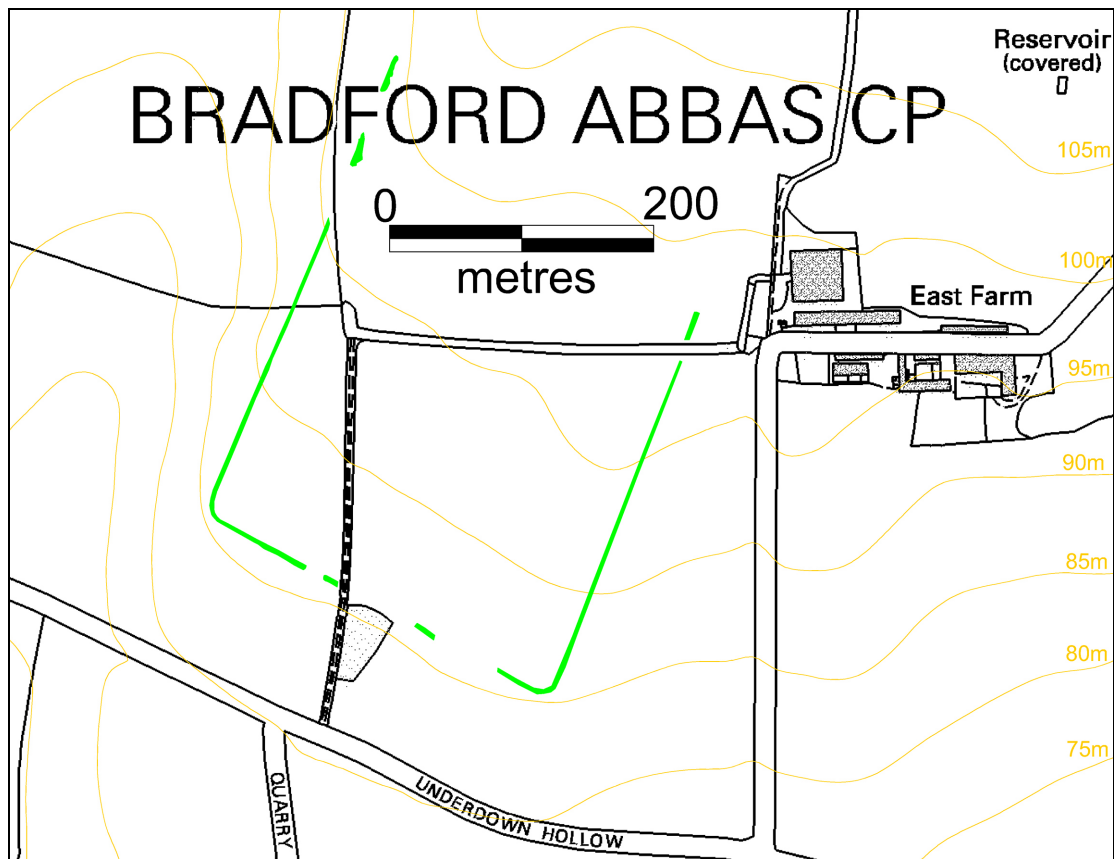 Reservoir
(covered)
BRADFORD ABBAS CP
105m
0 200
metres
100m
East Farm
95m
90m
85m
80m
75m
QUARRY
UNDERDOWN HOLLOW